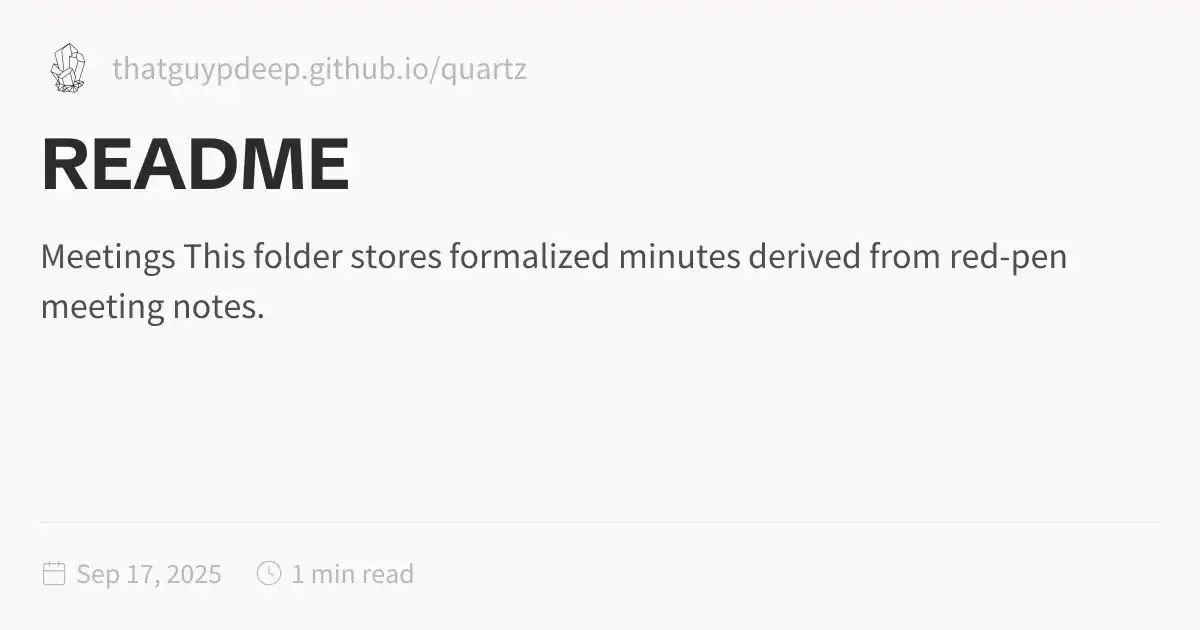 thatguypdeep.github.io/quartz
README
Meetings This folder stores formalized minutes derived from red-pen
meeting notes.
Sep 17, 2025 1 min read